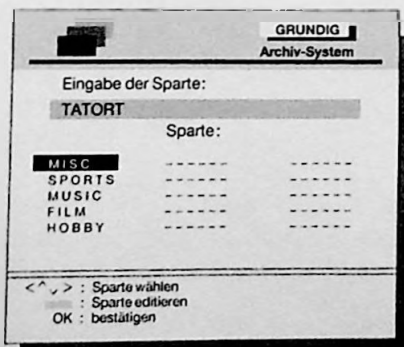 GRUNDIG
Archiv-System
Eingabe der Sparte:
TATORT
Sparte:
MISC ------ ------
SPORTS ------ ------
MUSIC ------ ------
FILM ------ ------
HOBBY ------ ------
<^⌄> : Sparte wählen
: Sparte editieren
OK : bestätigen